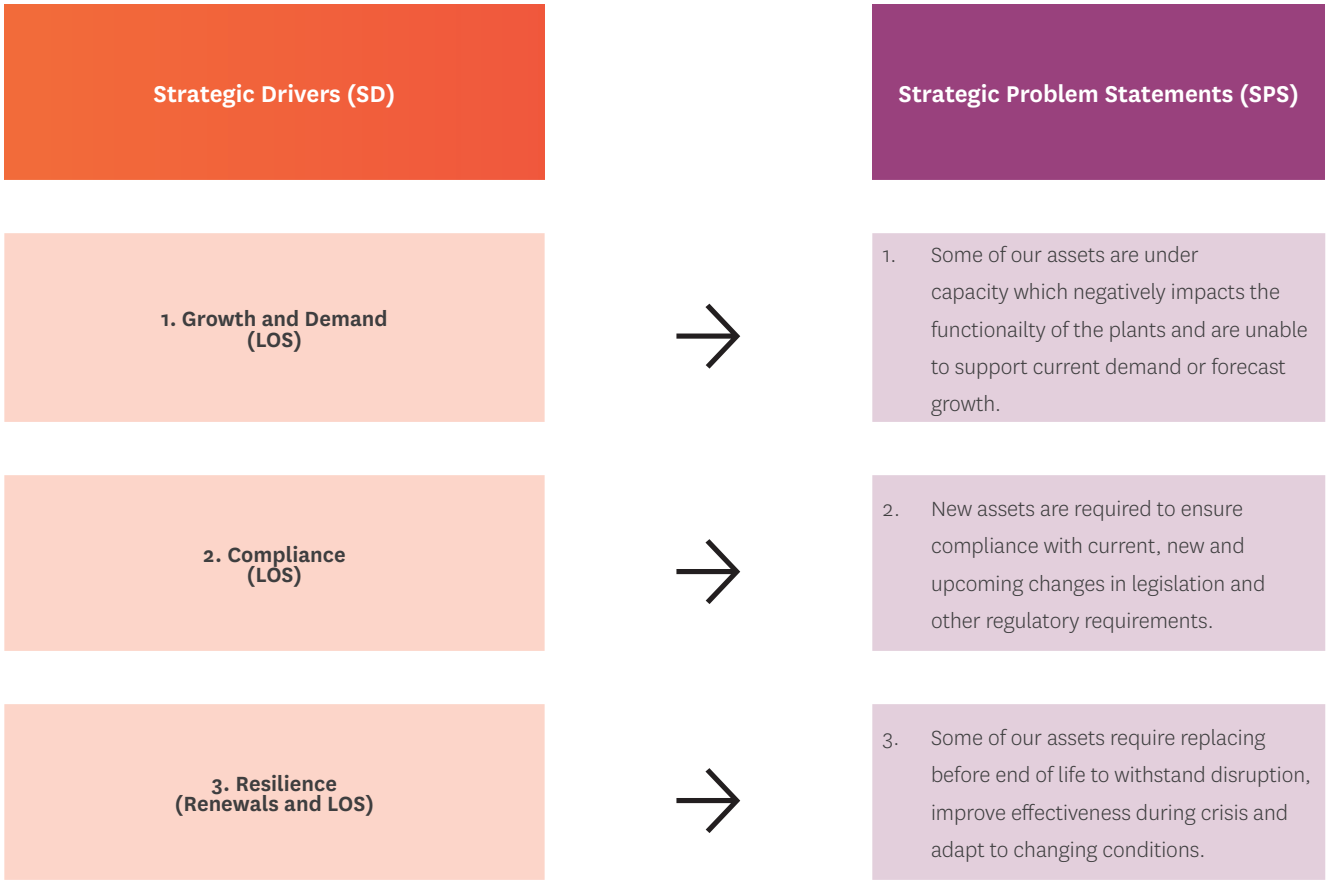 Strategic Drivers (SD)
Strategic Problem Statements (SPS)
1. Growth and Demand
(LOS)
1. Some of our assets are under
capacity which negatively impacts the
functionailty of the plants and are unable
to support current demand or forecast
growth.
2. Compliance
(LOS)
2. New assets are required to ensure
compliance with current, new and
upcoming changes in legislation and
other regulatory requirements.
3. Resilience
(Renewals and LOS)
3. Some of our assets require replacing
before end of life to withstand disruption,
improve effectiveness during crisis and
adapt to changing conditions.